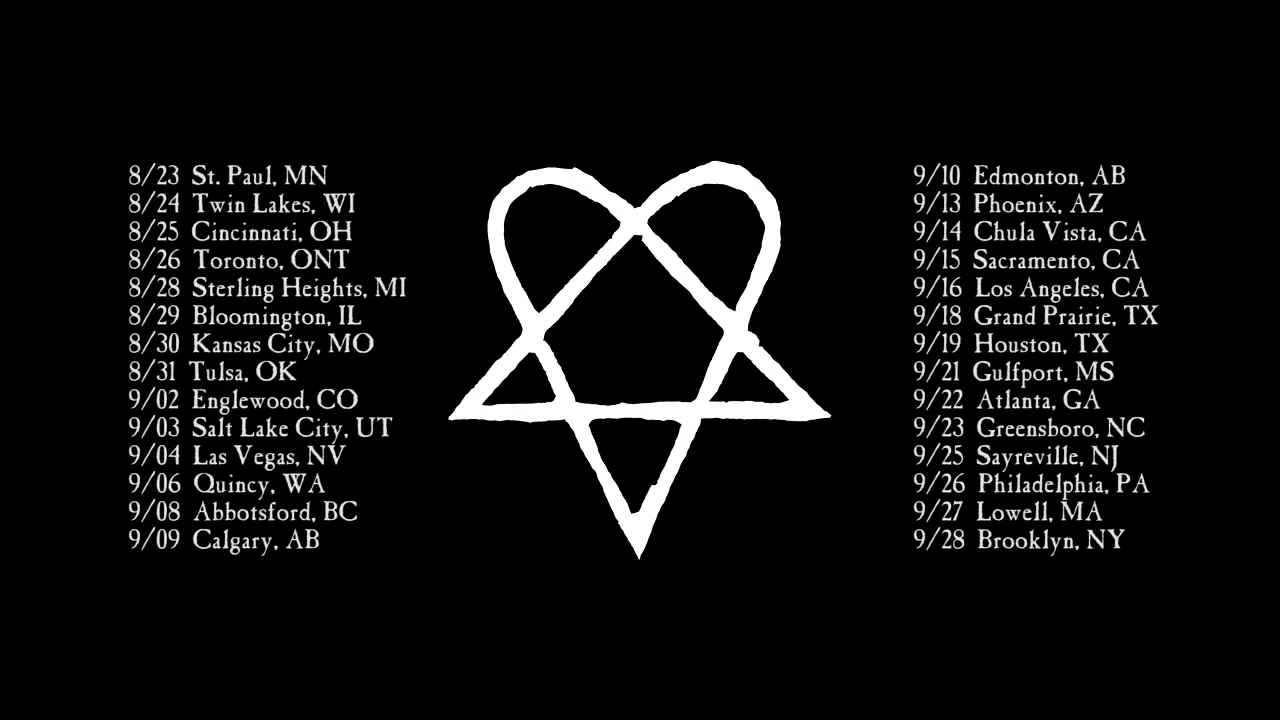 8/23 St. Paul, MN
8/24 Twin Lakes, WI
8/25 Cincinnati, OH
8/26 Toronto, ONT
8/28 Sterling Heights, MI
8/29 Bloomington, IL
8/30 Kansas City, MO
8/31 Tulsa, OK
9/02 Englewood, CO
9/03 Salt Lake City, UT
9/04 Las Vegas, NV
9/06 Quincy, WA
9/08 Abbotsford, BC
9/09 Calgary, AB
9/10 Edmonton, AB
9/13 Phoenix, AZ
9/14 Chula Vista, CA
9/15 Sacramento, CA
9/16 Los Angeles, CA
9/18 Grand Prairie, TX
9/19 Houston, TX
9/21 Gulfport, MS
9/22 Atlanta, GA
9/23 Greensboro, NC
9/25 Sayreville, NJ
9/26 Philadelphia, PA
9/27 Lowell, MA
9/28 Brooklyn, NY